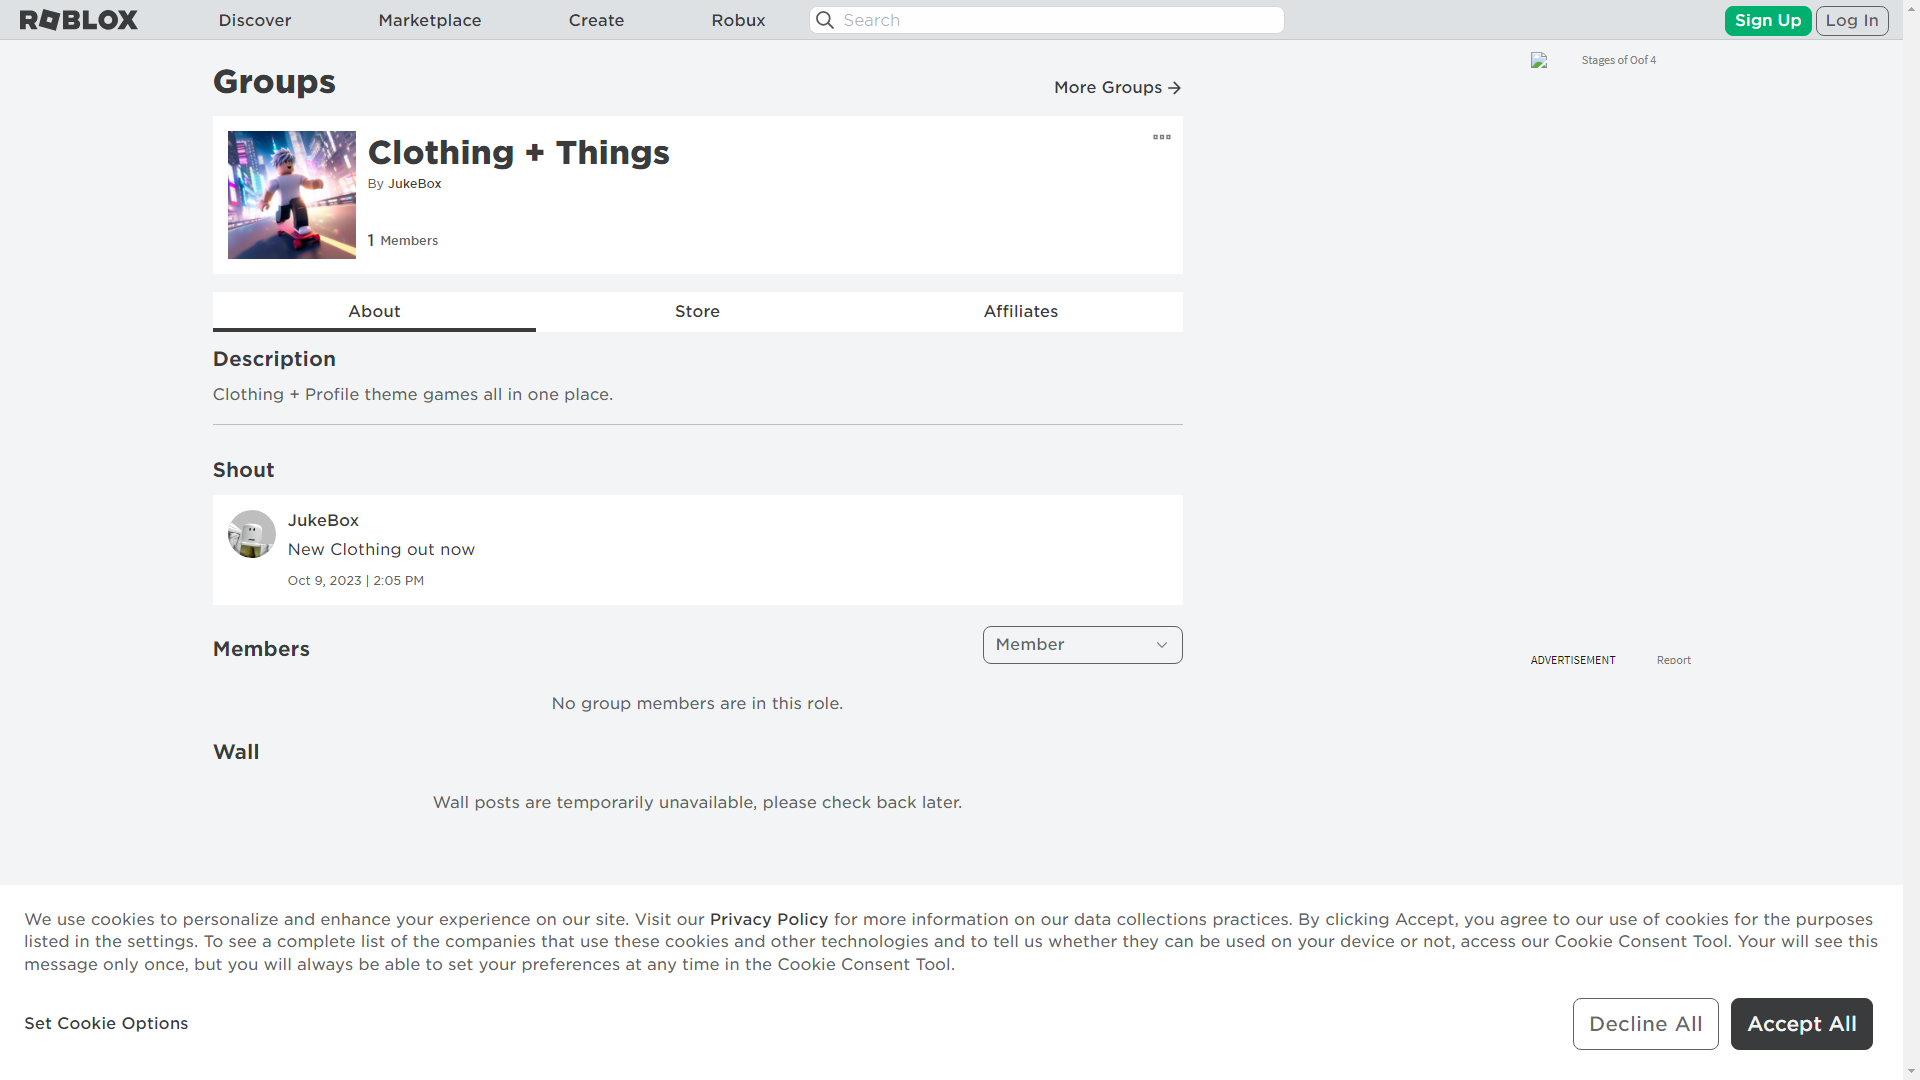 ROBLOX
Discover
Marketplace
Create
Robux
Search
Sign Up
Log In
Groups
More Groups
Stages of Oof 4
Clothing + Things
By JukeBox
1 Members
About
Store
Affiliates
Description
Clothing + Profile theme games all in one place.
Shout
JukeBox
New Clothing out now
Oct 9, 2023 | 2:05 PM
Members
Member
ADVERTISEMENT
Report
No group members are in this role.
Wall
Wall posts are temporarily unavailable, please check back later.
We use cookies to personalize and enhance your experience on our site. Visit our Privacy Policy for more information on our data collections practices. By clicking Accept, you agree to our use of cookies for the purposes
listed in the settings. To see a complete list of the companies that use these cookies and other technologies and to tell us whether they can be used on your device or not, access our Cookie Consent Tool. Your will see this
message only once, but you will always be able to set your preferences at any time in the Cookie Consent Tool.
Set Cookie Options
Decline All
Accept All